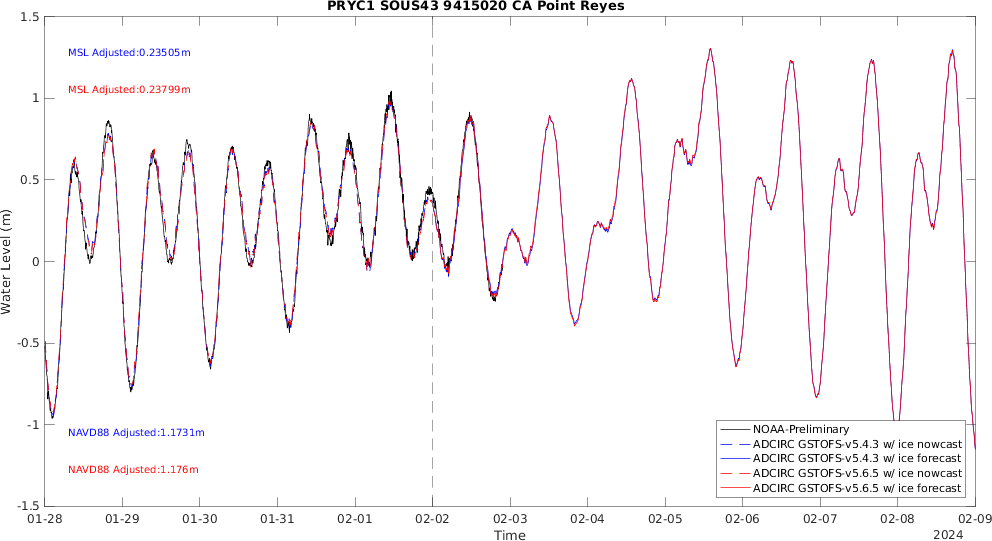 PRYC1 SOUS43 9415020 CA Point Reyes
1.5
1
0.5
0
-0.5
-1
-1.5
Water Level (m)
MSL Adjusted:0.23505m
MSL Adjusted:0.23799m
NAVD88 Adjusted:1.1731m
NAVD88 Adjusted:1.176m
NOAA-Preliminary
ADCIRC GSTOFS-v5.4.3 w/ ice nowcast
ADCIRC GSTOFS-v5.4.3 w/ ice forecast
ADCIRC GSTOFS-v5.6.5 w/ ice nowcast
ADCIRC GSTOFS-v5.6.5 w/ ice forecast
01-28 01-29 01-30 01-31 02-01 02-02 02-03 02-04 02-05 02-06 02-07 02-08 02-09
Time
2024